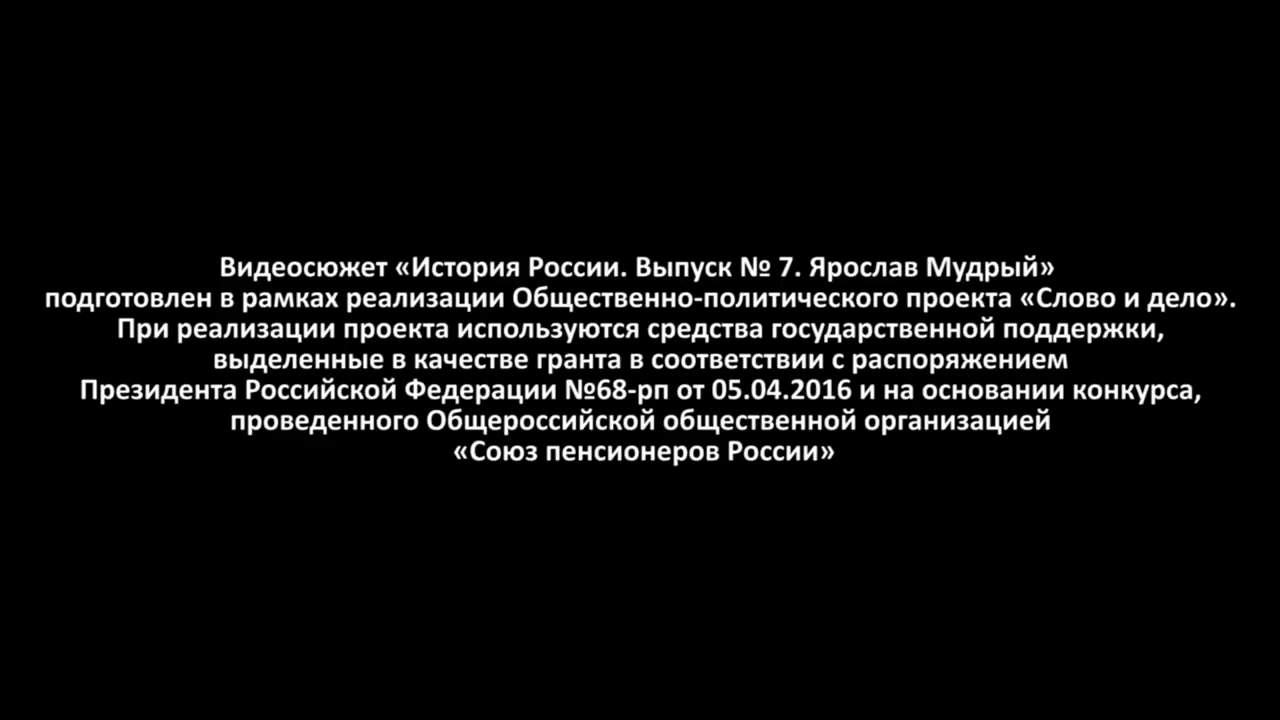 Видеосюжет «История России. Выпуск № 7. Ярослав Мудрый»
подготовлен в рамках реализации Общественно-политического проекта «Слово и дело».
При реализации проекта используются средства государственной поддержки,
выделенные в качестве гранта в соответствии с распоряжением
Президента Российской Федерации №68-рп от 05.04.2016 и на основании конкурса,
проведенного Общероссийской общественной организацией
«Союз пенсионеров России»